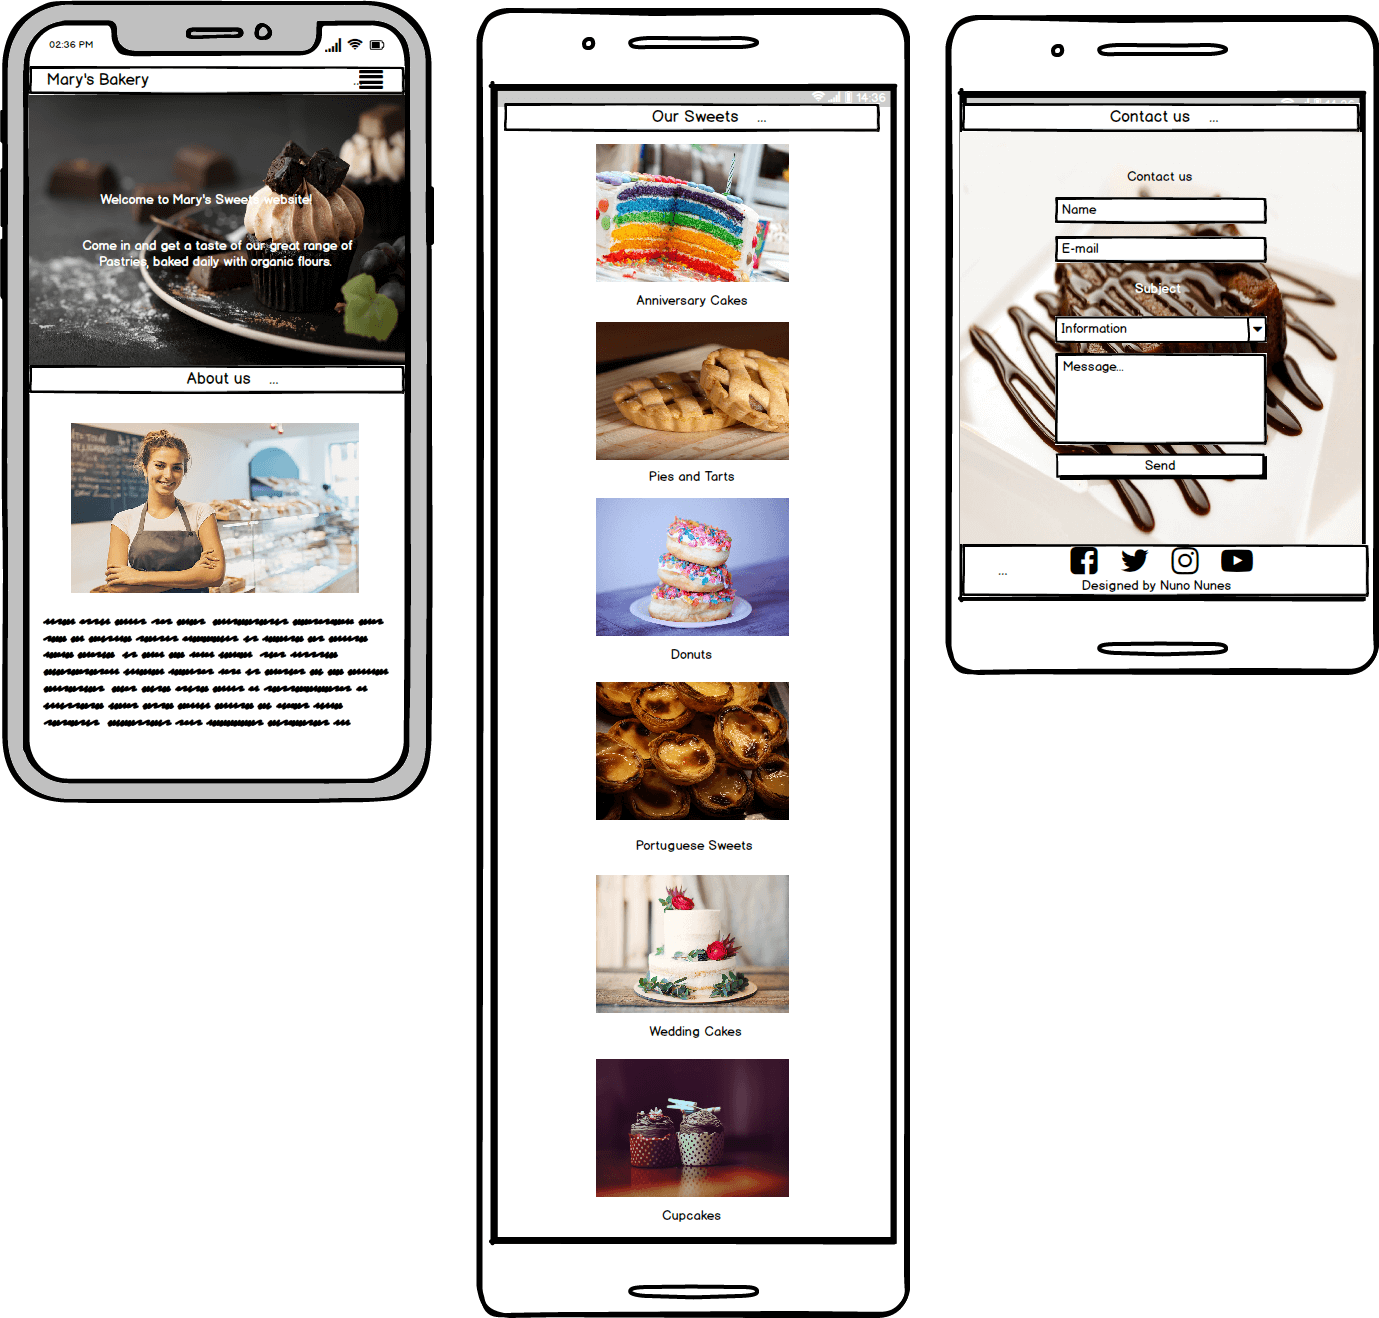 02:36 PM
Mary's Bakery
...
Welcome to Mary's Sweets website!
Come in and get a taste of our great range of
Pastries, baked daily with organic flours.
About us ...
14:36
Our Sweets ...
Anniversary Cakes
Pies and Tarts
Donuts
Portuguese Sweets
Wedding Cakes
Cupcakes
Contact us ...
Contact us
Name
E-mail
Subject
Information
Message...
Send
...
Designed by Nuno Nunes